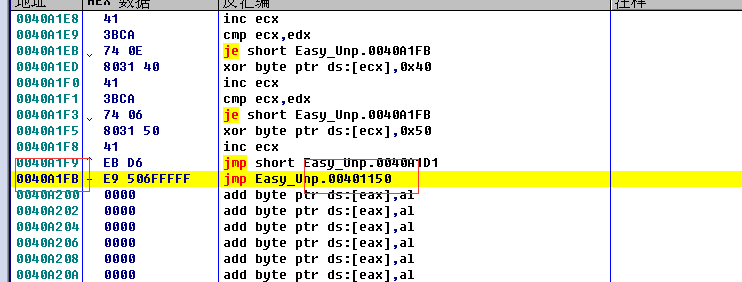 地址 HEX 数据 反汇编 注释
0040A1E8 41 inc ecx
0040A1E9 3BCA cmp ecx,edx
0040A1EB 74 0E je short Easy_Unp.0040A1FB
0040A1ED 8031 40 xor byte ptr ds:[ecx],0x40
0040A1F0 41 inc ecx
0040A1F1 3BCA cmp ecx,edx
0040A1F3 74 06 je short Easy_Unp.0040A1FB
0040A1F5 8031 50 xor byte ptr ds:[ecx],0x50
0040A1F8 41 inc ecx
0040A1F9 EB D6 jmp short Easy_Unp.0040A1D1
0040A1FB E9 506FFFFF jmp Easy_Unp.00401150
0040A200 0000 add byte ptr ds:[eax],al
0040A202 0000 add byte ptr ds:[eax],al
0040A204 0000 add byte ptr ds:[eax],al
0040A206 0000 add byte ptr ds:[eax],al
0040A208 0000 add byte ptr ds:[eax],al
0040A20A 0000 add byte ptr ds:[eax],al